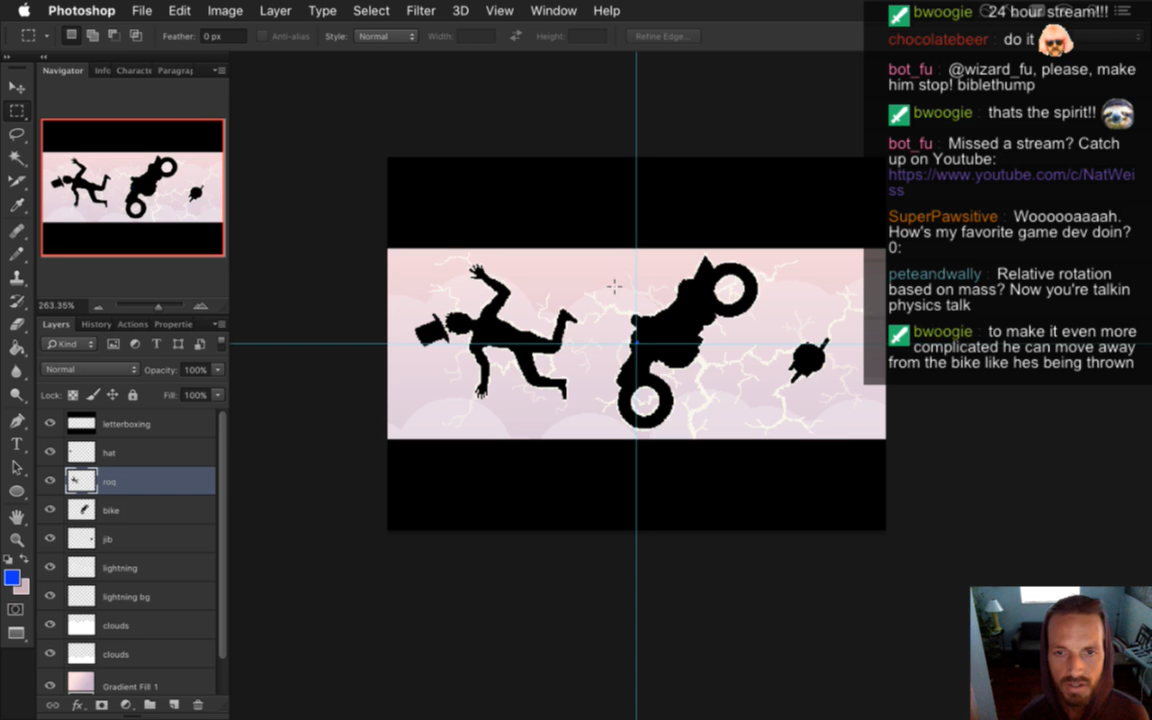 Photoshop File Edit Image Layer Type Select Filter 3D View Window Help
Feather: 0 px Anti-alias Style: Normal Width: Height: Refine Edge...
Navigator Info Characte Paragraj
263.35%
Layers History Actions Propertie
Kind
Normal Opacity: 100%
Lock: Fill: 100%
letterboxing
hat
roq
bike
jib
lightning
lightning bg
clouds
clouds
Gradient Fill 1
fx
bwoogie : 24 hour stream!!!
chocolatebeer : do it
bot_fu : @wizard_fu, please, make
him stop! biblethump
bwoogie : thats the spirit!!
bot_fu : Missed a stream? Catch
up on Youtube:
https://www.youtube.com/c/NatWei
ss
SuperPawsitive : Woooooaaaah.
How's my favorite game dev doin?
0:
peteandwally : Relative rotation
based on mass? Now you're talkin
physics talk
bwoogie : to make it even more
complicated he can move away
from the bike like hes being thrown